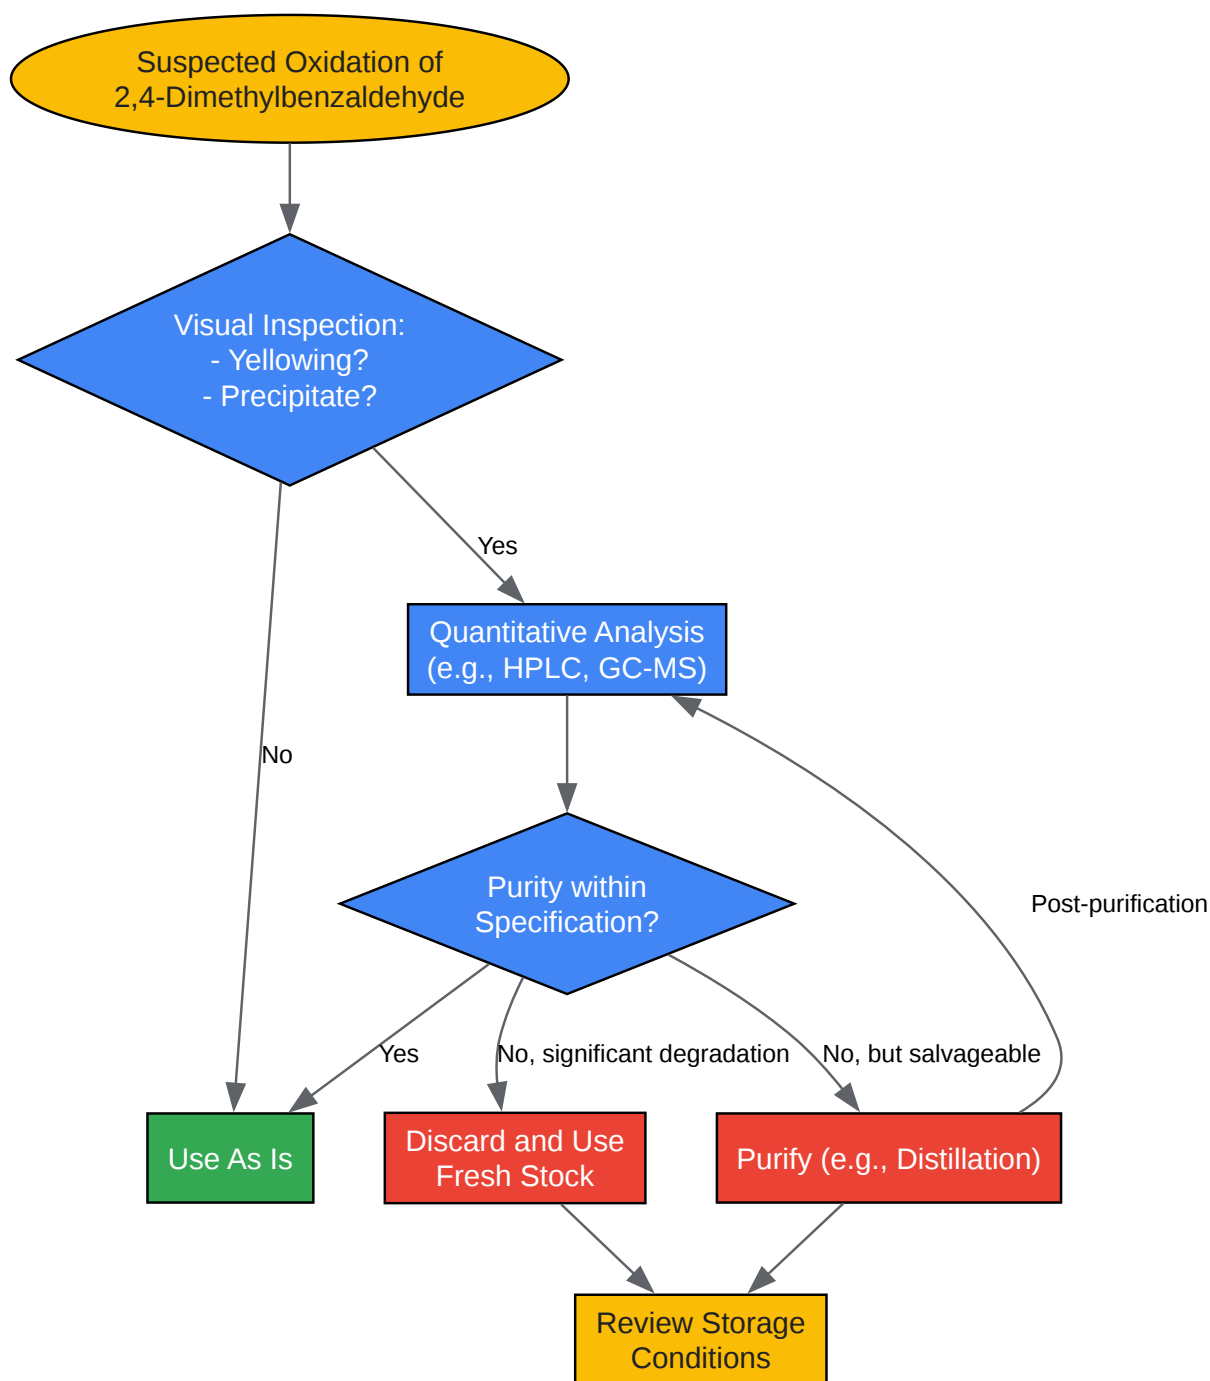 Suspected Oxidation of
2,4-Dimethylbenzaldehyde
Visual Inspection:
- Yellowing?
- Precipitate?
Yes
Quantitative Analysis
(e.g., HPLC, GC-MS)
No
Purity within
Specification?
Post-purification
Yes
No, significant degradation
No, but salvageable
Use As Is
Discard and Use
Fresh Stock
Purify (e.g., Distillation)
Review Storage
Conditions